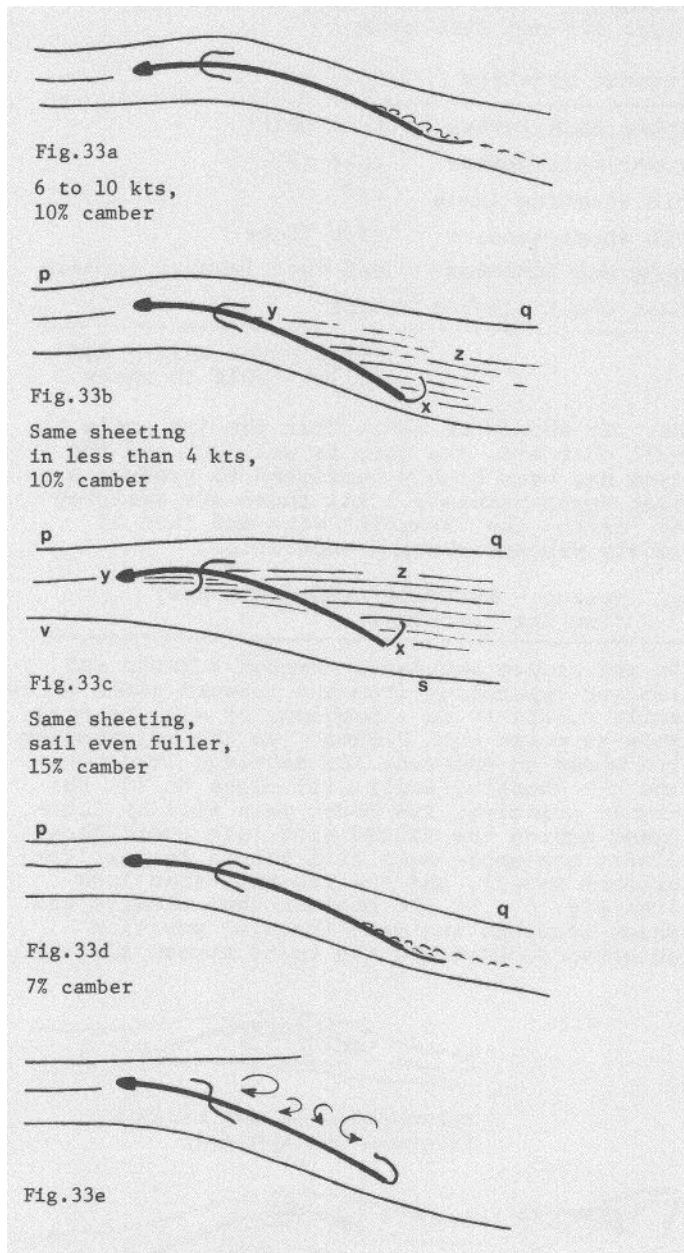 Fig.33a
6 to 10 kts,
10% camber
p
q
y
z
x
Fig.33b
Same sheeting
in less than 4 kts,
10% camber
p
q
z
y
x
v
s
Fig.33c
Same sheeting,
sail even fuller,
15% camber
p
q
Fig.33d
7% camber
Fig.33e